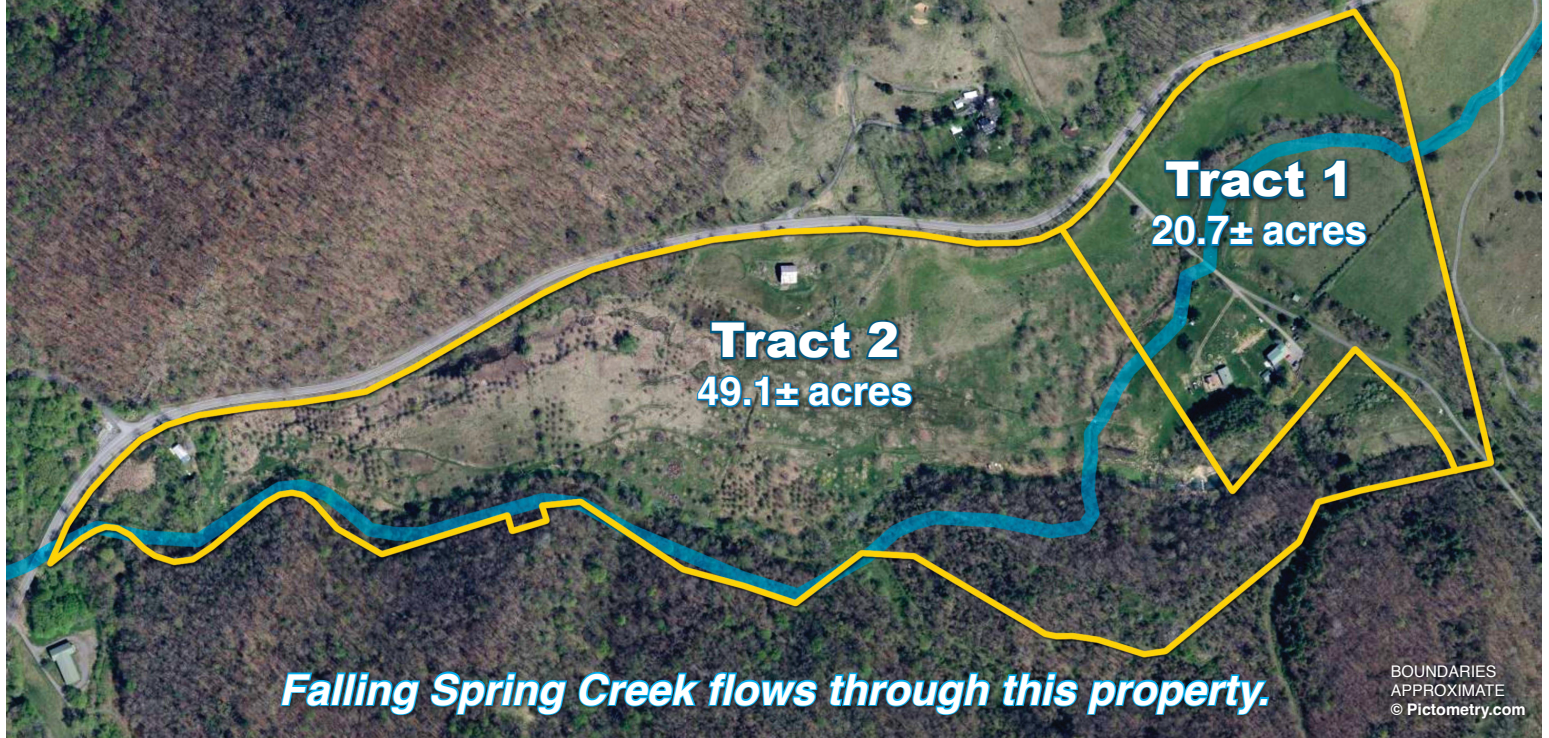 Tract 1
20.7± acres
Tract 2
49.1± acres
Falling Spring Creek flows through this property.
BOUNDARIES
APPROXIMATE
© Pictometry.com